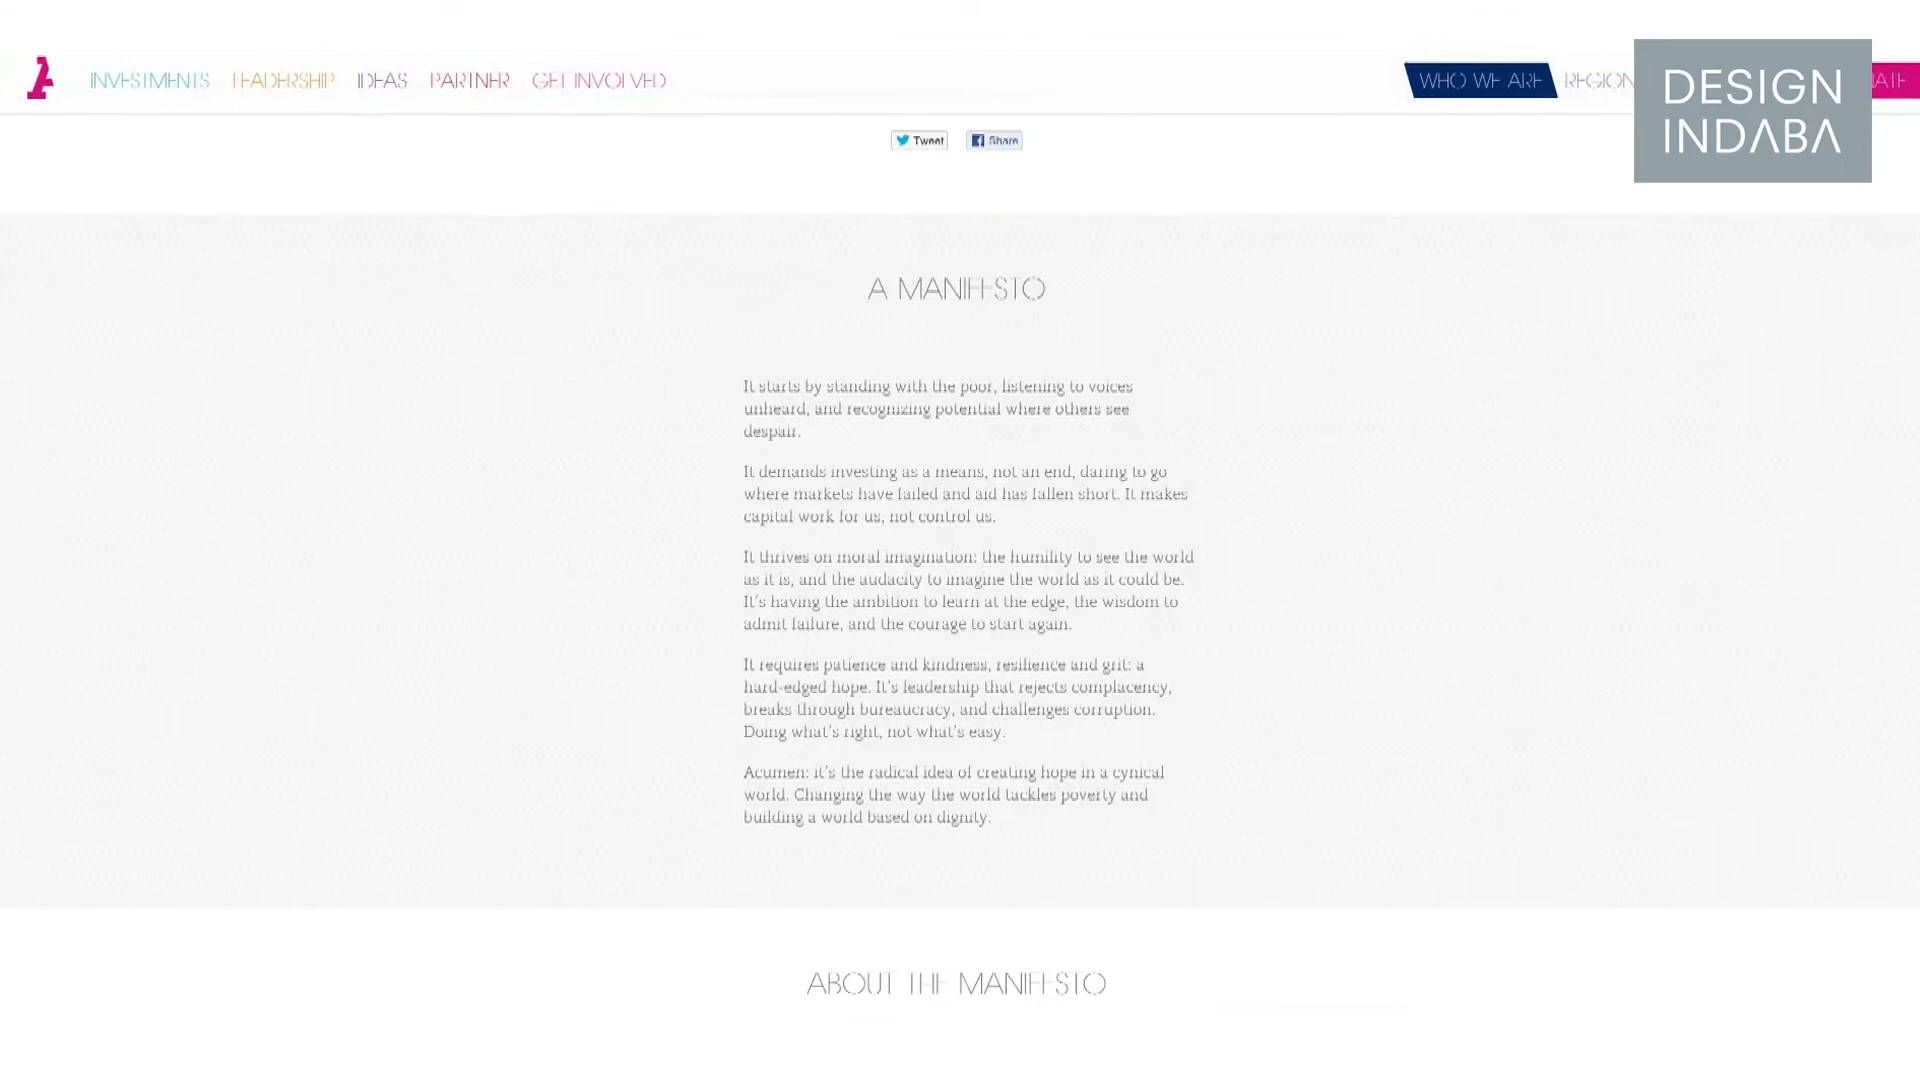 INVESTMENTS LEADERSHIP IDEAS PARTNER GET INVOLVED WHO WE ARE
DESIGN
INDABA
Tweet Share
A MANIFESTO
It starts by standing with the poor, listening to voices
unheard, and recognizing potential where others see
despair.
It demands investing as a means, not an end, daring to go
where markets have failed and aid has fallen short. It makes
capital work for us, not control us.
It thrives on moral imagination: the humility to see the world
as it is, and the audacity to imagine the world as it could be.
It's having the ambition to learn at the edge, the wisdom to
admit failure, and the courage to start again.
It requires patience and kindness, resilience and grit: a
hard-edged hope. It's leadership that rejects complacency,
breaks through bureaucracy, and challenges corruption.
Doing what's right, not what's easy.
Acumen: it's the radical idea of creating hope in a cynical
world. Changing the way the world tackles poverty and
building a world based on dignity.
ABOUT THE MANIFESTO